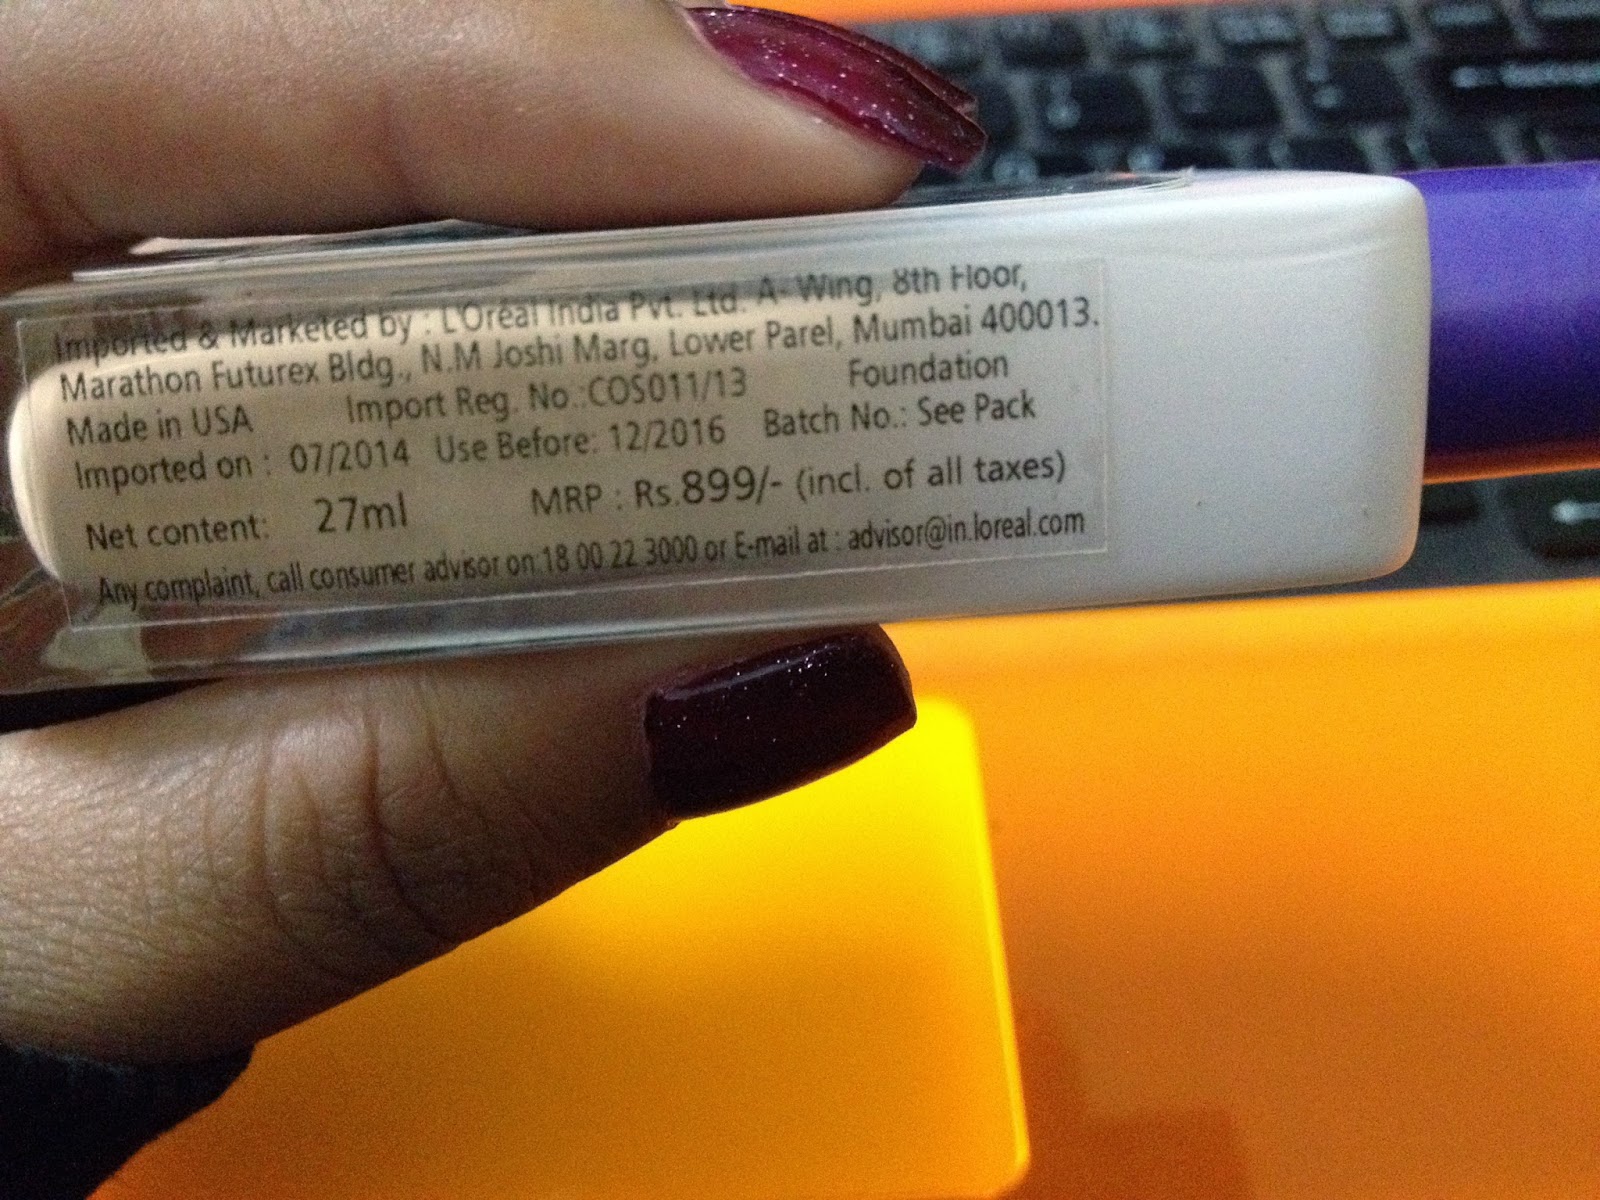 Imported & Marketed by : L'Oréal India Pvt. Ltd. A- Wing, 8th Floor,
Marathon Futurex Bldg., N.M Joshi Marg, Lower Parel, Mumbai 400013.
Made in USA Import Reg. No.:COS011/13 Foundation
Imported on : 07/2014 Use Before: 12/2016 Batch No.: See Pack
Net content: 27ml MRP : Rs.899/- (incl. of all taxes)
Any complaint, call consumer advisor on:18 00 22 3000 or E-mail at : advisor@in.loreal.com